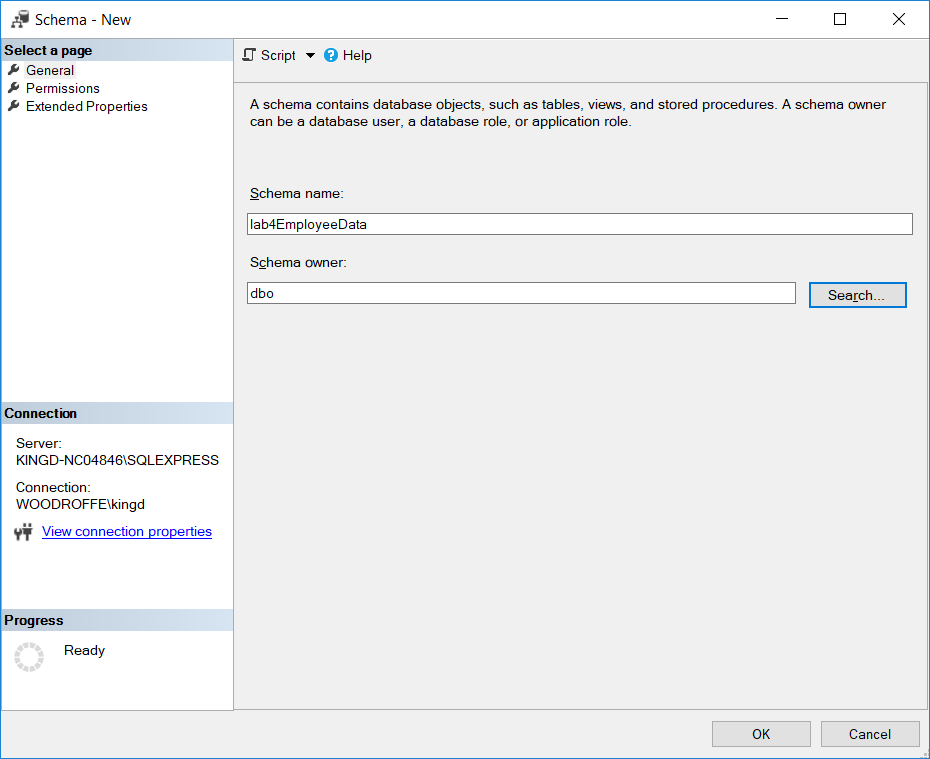 Schema - New
Select a page
General
Permissions
Extended Properties
Script
Help
A schema contains database objects, such as tables, views, and stored procedures. A schema owner
can be a database user, a database role, or application role.
Schema name:
lab4EmployeeData
Schema owner:
dbo
Search...
Connection
Server:
KINGD-NC04846\SQLEXPRESS
Connection:
WOODROFFE\kingd
View connection properties
Progress
Ready
OK
Cancel